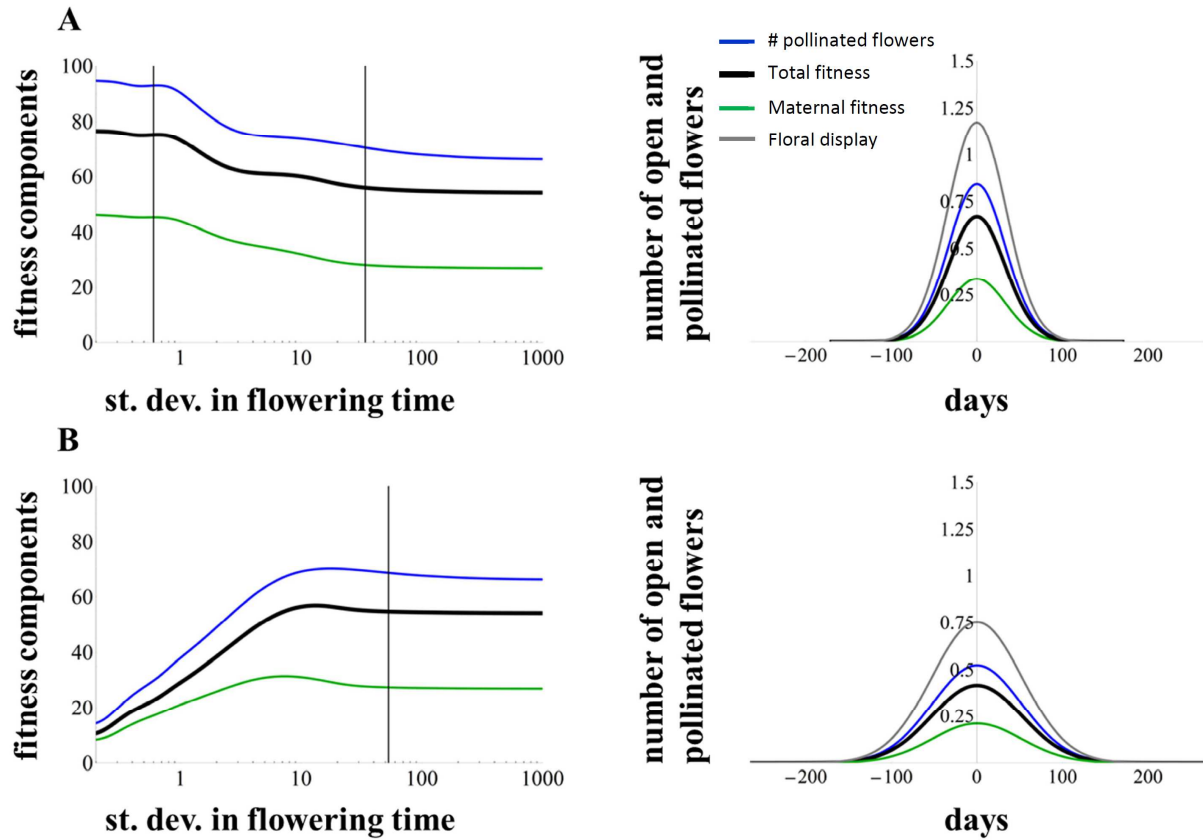 A
fitness components
100
80
60
40
20
0
1
10
100
1000
st. dev. in flowering time
number of open and
pollinated flowers
# pollinated flowers
Total fitness
Maternal fitness
Floral display
1.5
1.25
1
0.75
0.5
0.25
−200
−100
0
100
200
days
B
fitness components
100
80
60
40
20
0
1
10
100
1000
st. dev. in flowering time
number of open and
pollinated flowers
1.5
1.25
1
0.75
0.5
0.25
−200
−100
0
100
200
days